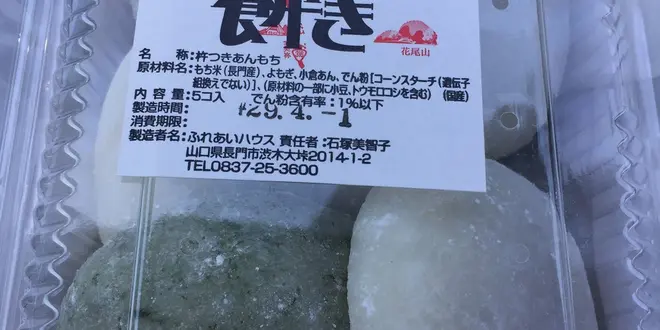 餅き
花尾山
名　　称：杵つきあんもち
原材料名：もち米（長門産）、よもぎ、小倉あん、でん粉［コーンスターチ（遺伝子
組換えでない）］、（原材料の一部に小豆、トウモロコシを含む）（国産）
内 容 量：5コ入　　でん粉含有率：1%以下
製造時間：　29.4.-1
消費期限：
製造者名：ふれあいハウス 責任者：石塚美智子
山口県長門市渋木大垰2014-1-2
TEL0837-25-3600